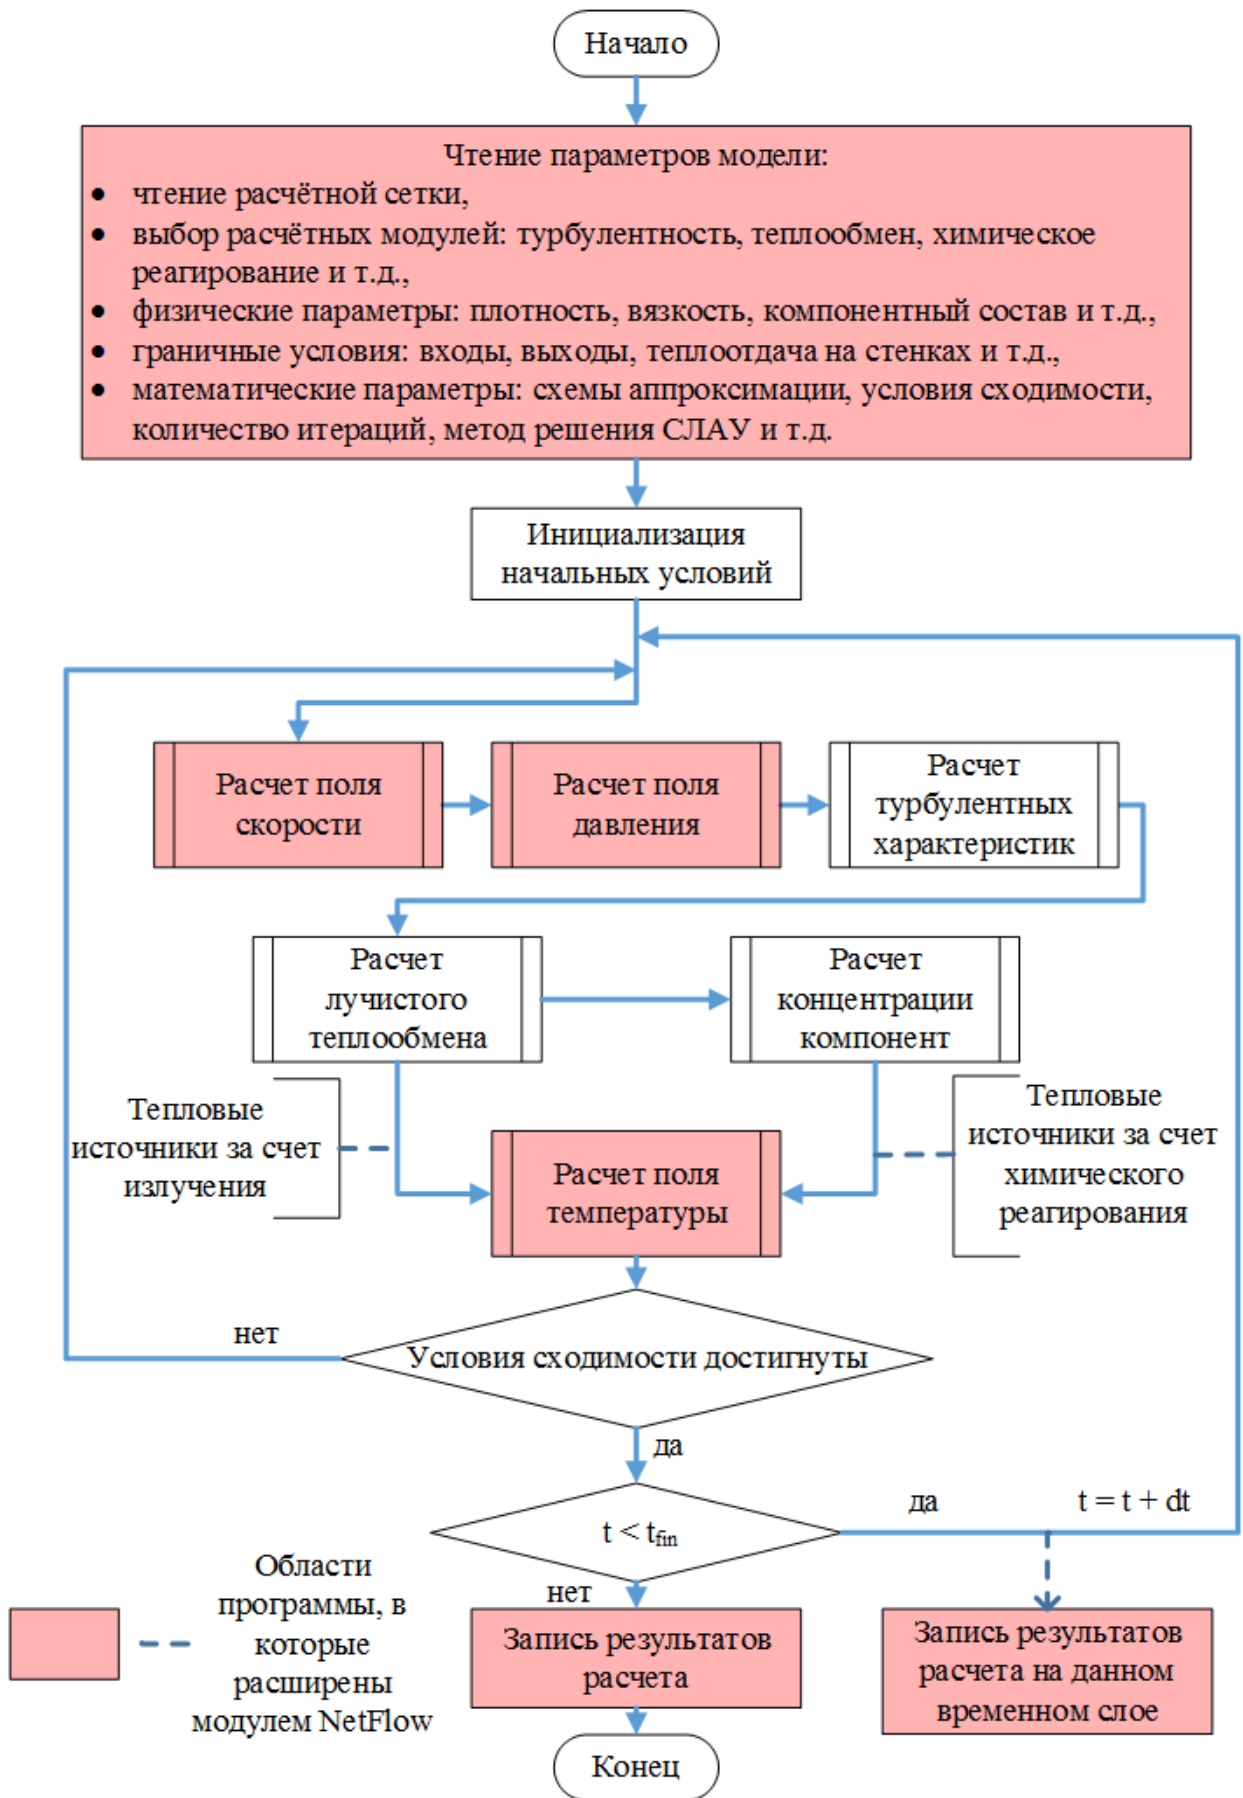 Начало
Чтение параметров модели:
● чтение расчётной сетки,
● выбор расчётных модулей: турбулентность, теплообмен, химическое
реагирование и т.д.,
● физические параметры: плотность, вязкость, компонентный состав и т.д.,
● граничные условия: входы, выходы, теплоотдача на стенках и т.д.,
● математические параметры: схемы аппроксимации, условия сходимости,
количество итераций, метод решения СЛАУ и т.д.
Инициализация
начальных условий
Расчет поля
скорости
Расчет поля
давления
Расчет
турбулентных
характеристик
Расчет
лучистого
теплообмена
Расчет
концентрации
компонент
Тепловые
источники за счет
излучения
Расчет поля
температуры
Тепловые
источники за счет
химического
реагирования
нет
Условия сходимости достигнуты
да
t < tfin
да
t = t + dt
нет
Области
программы, в
которые
расширены
модулем NetFlow
Запись результатов
расчета
Запись результатов
расчета на данном
временном слое
Конец